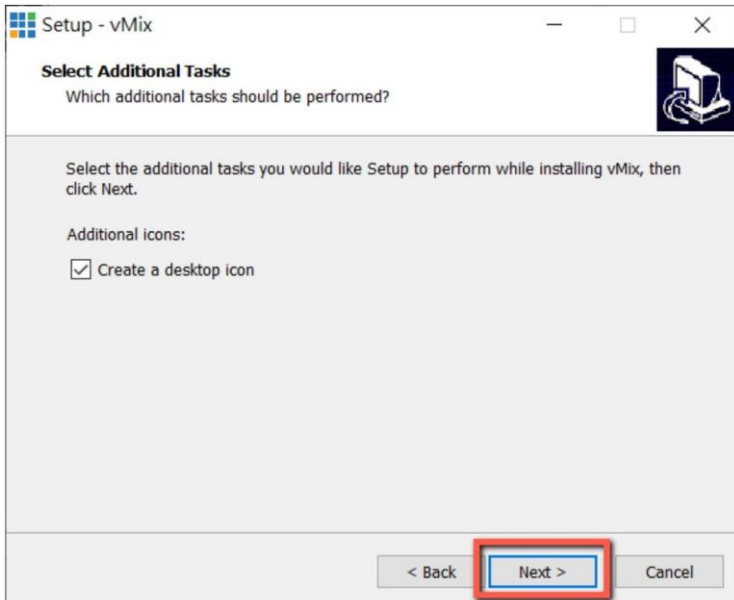 Setup - vMix
Select Additional Tasks
Which additional tasks should be performed?
Select the additional tasks you would like Setup to perform while installing vMix, then
click Next.
Additional icons:
Create a desktop icon
< Back
Next >
Cancel